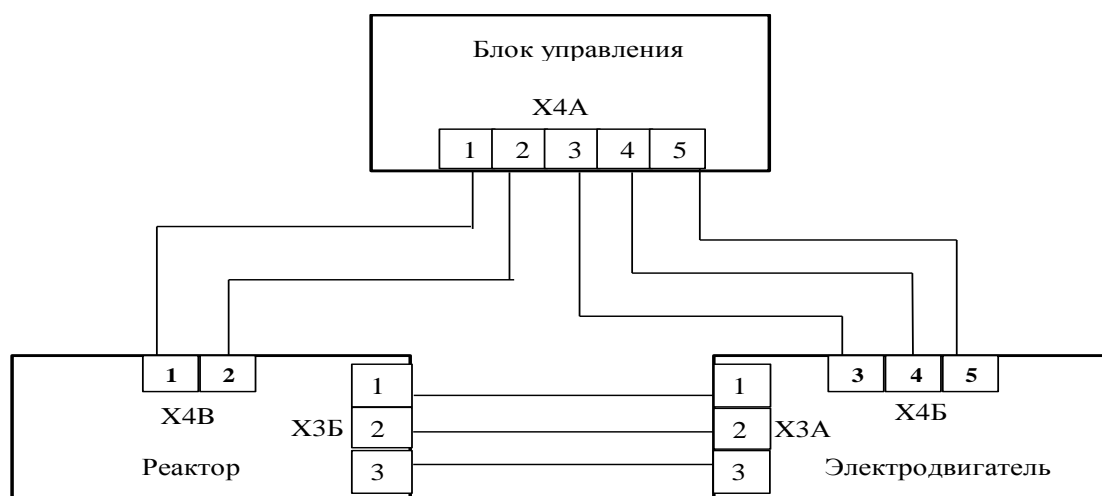 Блок управления
Х4А
1 2 3 4 5
1 2
3 4 5
Х4В
Х4Б
1
2
3
Х3Б
1
2
3
Х3А
Реактор
Электродвигатель